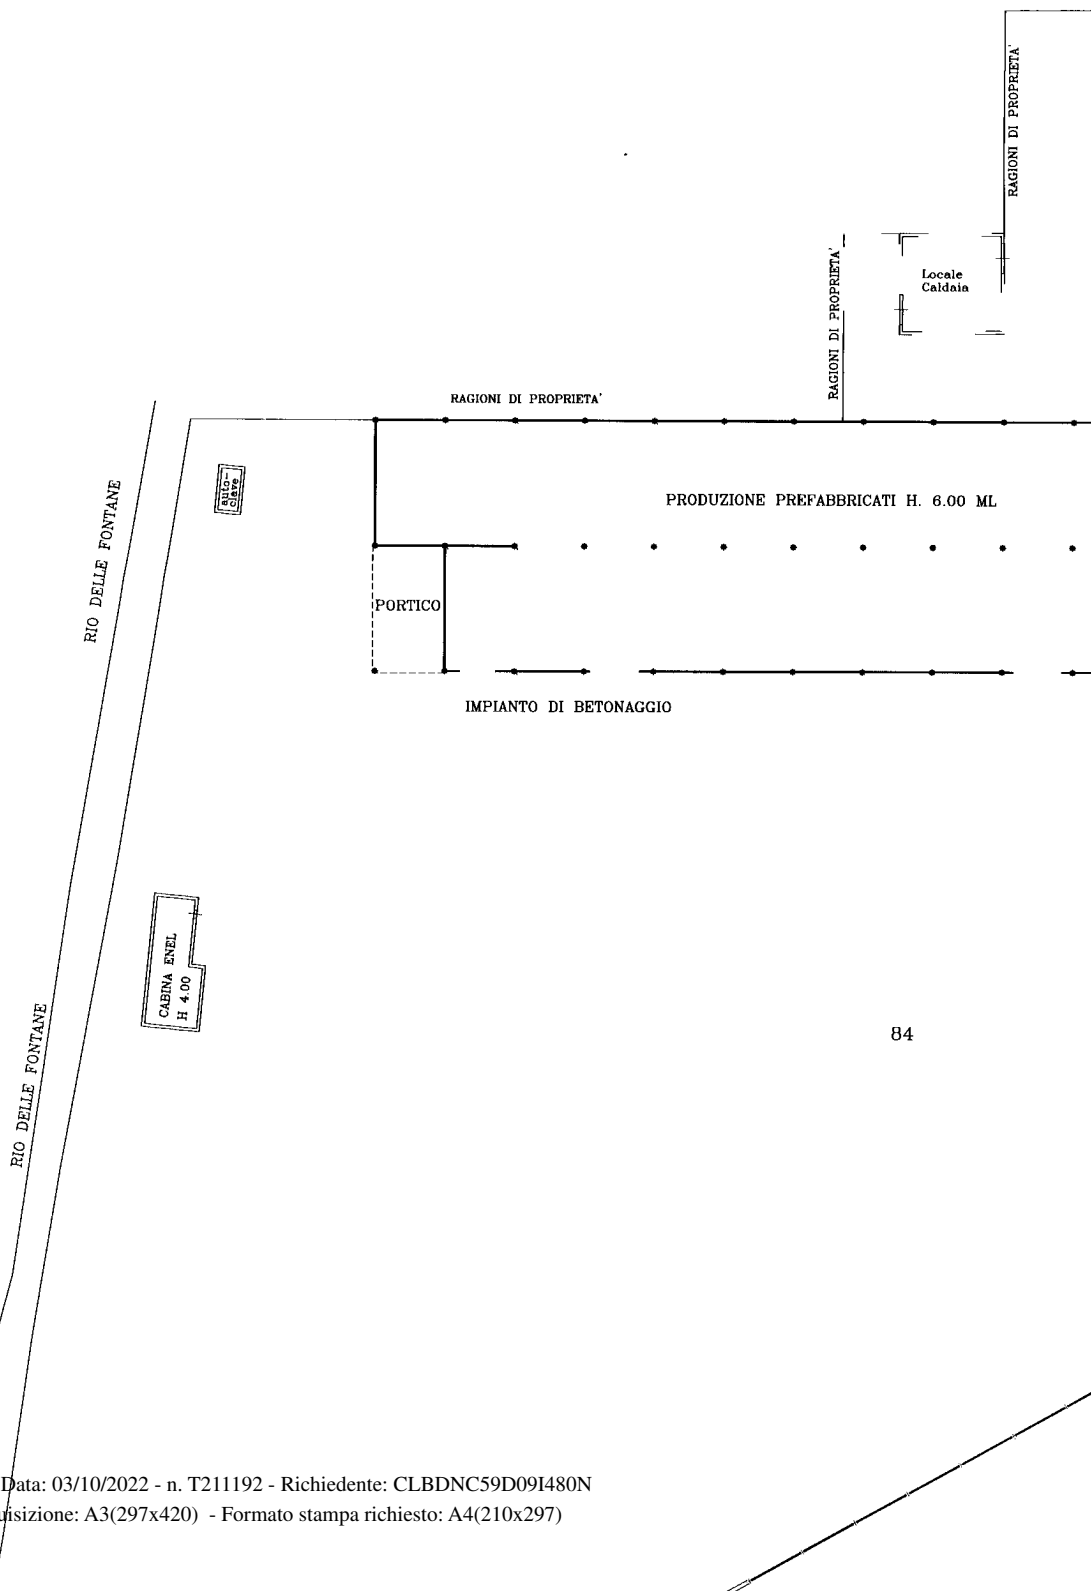 RAGIONI DI PROPRIETA'
RAGIONI DI PROPRIETA'
Locale
Caldaia
RAGIONI DI PROPRIETA'
auto-
clave
RIO DELLE FONTANE
PRODUZIONE PREFABBRICATI H. 6.00 ML
PORTICO
IMPIANTO DI BETONAGGIO
CABINA ENEL
H 4.00
RIO DELLE FONTANE
84
Data: 03/10/2022 - n. T211192 - Richiedente: CLBDNC59D09I480N
uisizione: A3(297x420) - Formato stampa richiesto: A4(210x297)